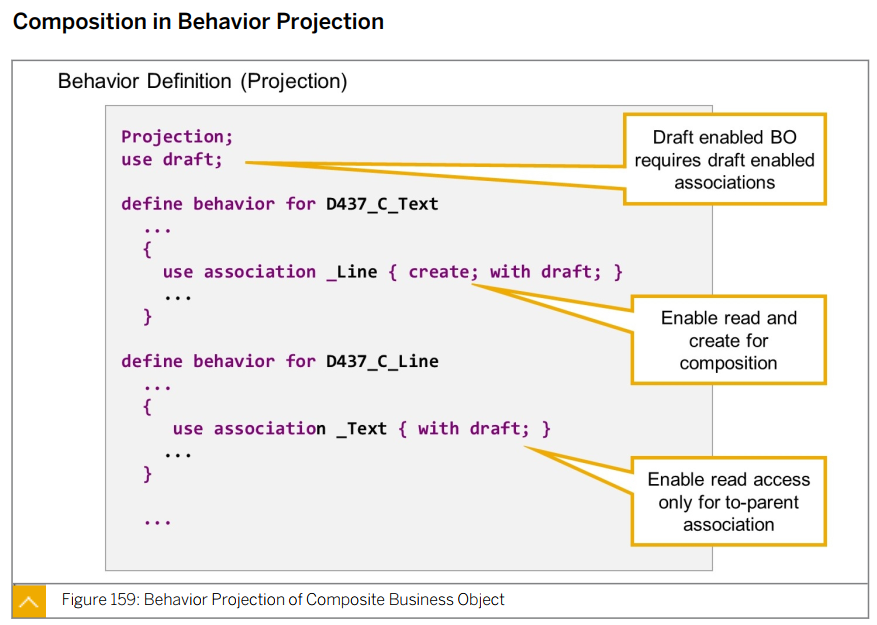 Composition in Behavior Projection
Behavior Definition (Projection)
Projection;
use draft;
define behavior for D437_C_Text
...
{
use association _Line { create; with draft; }
...
}
define behavior for D437_C_Line
...
{
use association _Text { with draft; }
...
}
...
Draft enabled BO
requires draft enabled
associations
Enable read and
create for
composition
Enable read access
only for to-parent
association
Figure 159: Behavior Projection of Composite Business Object